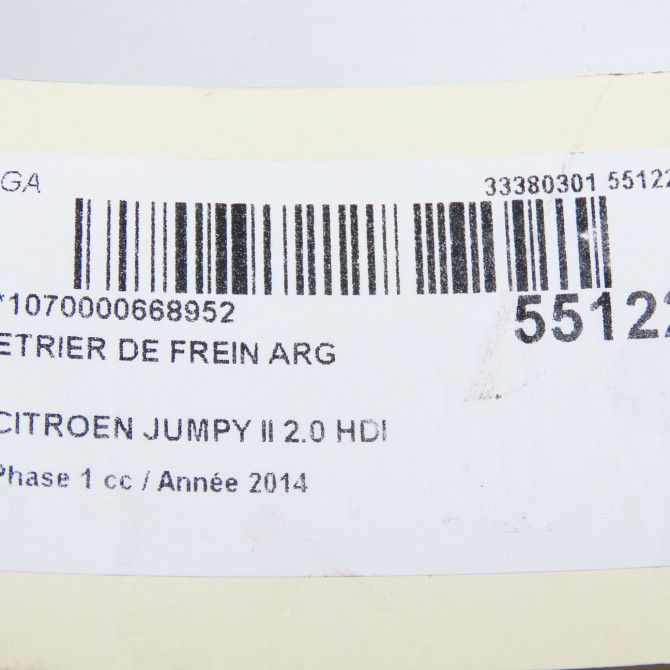 GA
33380301 55122
*1070000668952
55122
ETRIER DE FREIN ARG
CITROEN JUMPY II 2.0 HDI
Phase 1 cc / Année 2014